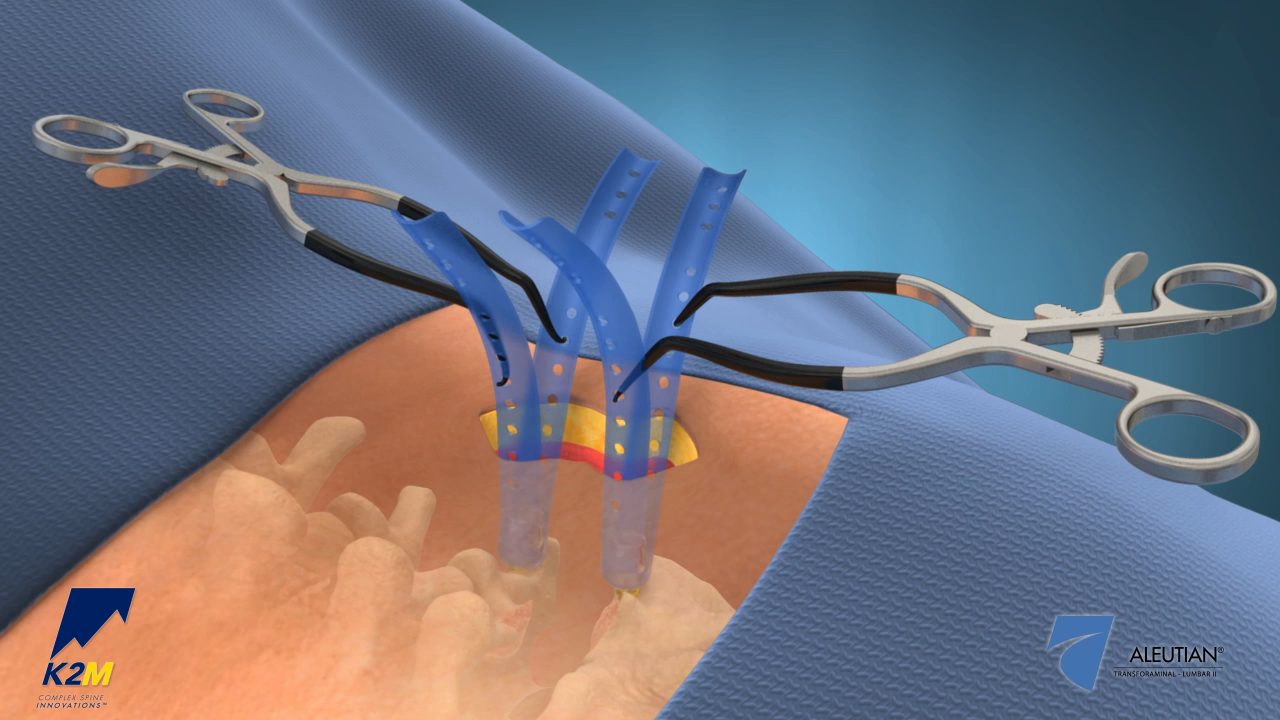 K2M
COMPLEX SPINE
INNOVATIONS™
ALEUTIAN®
TRANSFORAMINAL - LUMBAR II